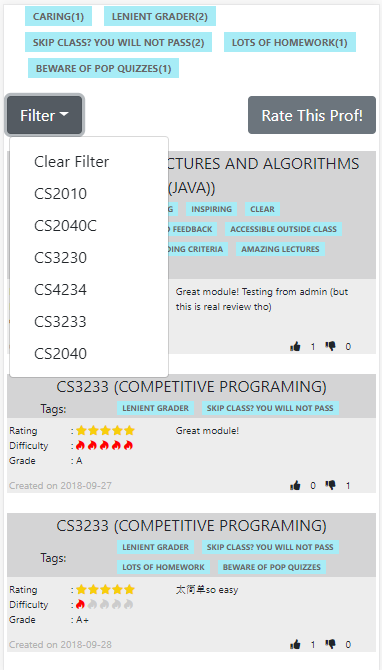 CARING(1) LENIENT GRADER(2)
SKIP CLASS? YOU WILL NOT PASS(2) LOTS OF HOMEWORK(1)
BEWARE OF POP QUIZZES(1)
Filter Rate This Prof!
Clear Filter
CS2010
CS2040C
CS3230
CS4234
CS3233
CS2040
AND ALGORITHMS
(JAVA))
INSPIRING CLEAR
FEEDBACK ACCESSIBLE OUTSIDE CLASS
CRITERIA AMAZING LECTURES
Great module! Testing from admin (but
this is real review tho)
1 0
CS3233 (COMPETITIVE PROGRAMING)
Tags: LENIENT GRADER SKIP CLASS? YOU WILL NOT PASS
Rating : Great module!
Difficulty :
Grade : A
Created on 2018-09-27 0 1
CS3233 (COMPETITIVE PROGRAMING)
LENIENT GRADER SKIP CLASS? YOU WILL NOT PASS
Tags: LOTS OF HOMEWORK BEWARE OF POP QUIZZES
Rating : 太简单so easy
Difficulty :
Grade : A+
Created on 2018-09-28 1 0